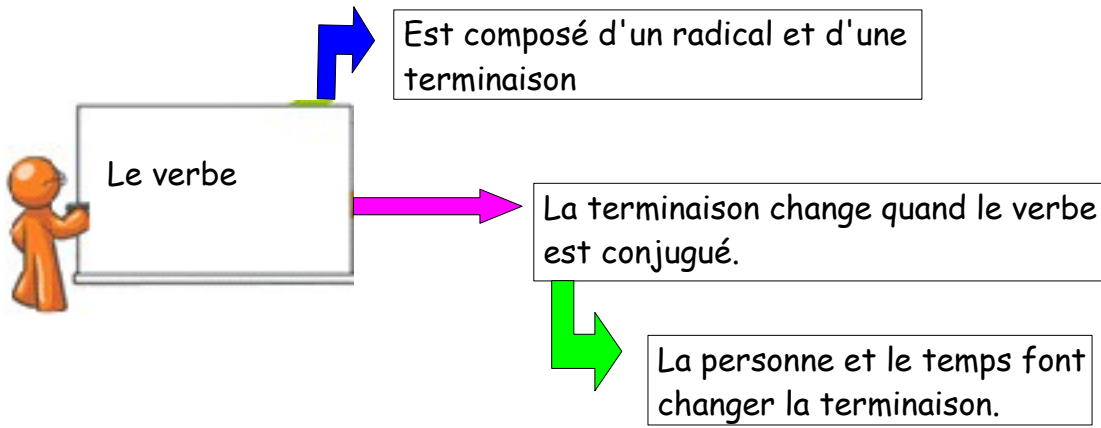 Est composé d'un radical et d'une
terminaison
Le verbe
La terminaison change quand le verbe
est conjugué.
La personne et le temps font
changer la terminaison.